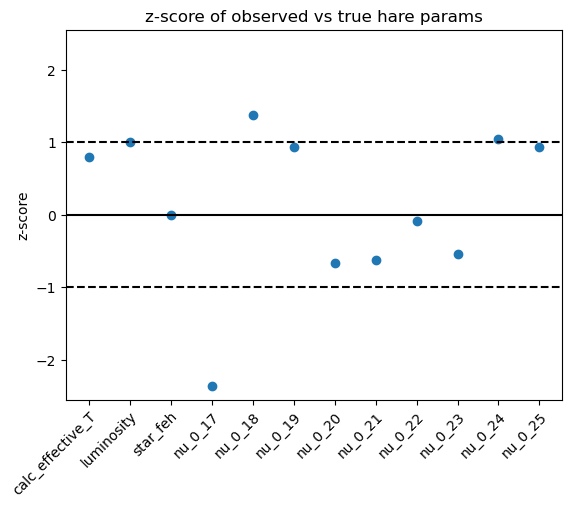 z-score of observed vs true hare params
z-score
2
1
0
−1
−2
calc_effective_T
luminosity
star_feh
nu_0_17
nu_0_18
nu_0_19
nu_0_20
nu_0_21
nu_0_22
nu_0_23
nu_0_24
nu_0_25